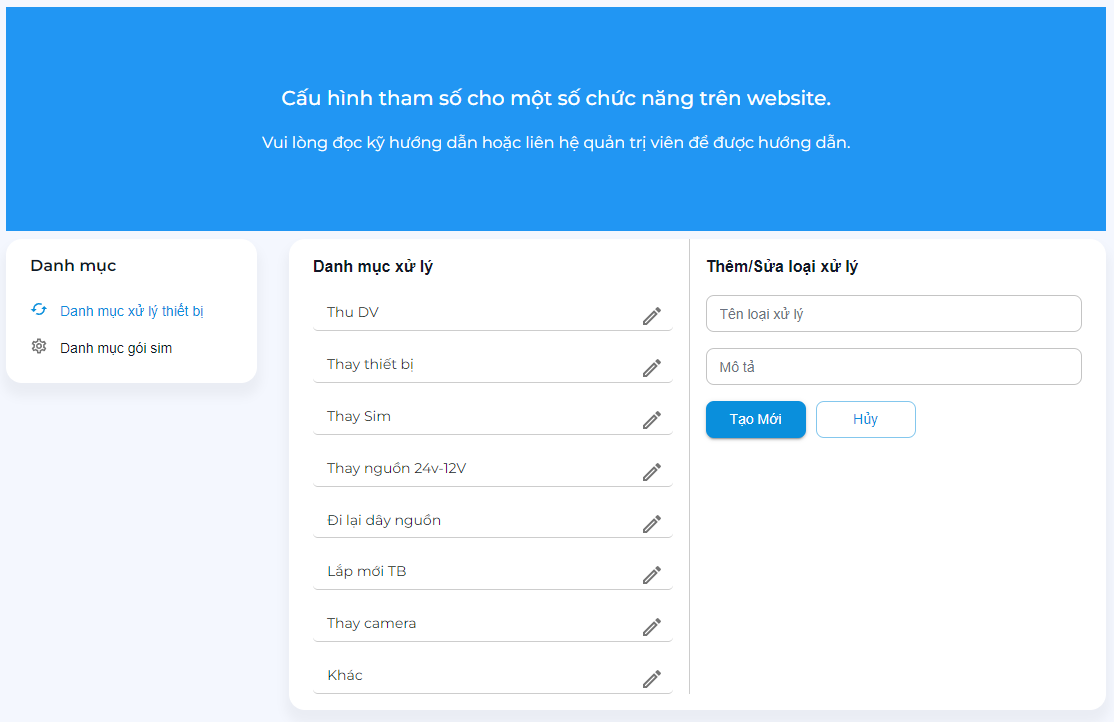 Cấu hình tham số cho một số chức năng trên website.
Vui lòng đọc kỹ hướng dẫn hoặc liên hệ quản trị viên để được hướng dẫn.
Danh mục
Danh mục xử lý thiết bị
Danh mục gói sim
Danh mục xử lý
Thu DV
Thay thiết bị
Thay Sim
Thay nguồn 24v-12V
Đi lại dây nguồn
Lắp mới TB
Thay camera
Khác
Thêm/Sửa loại xử lý
Tên loại xử lý
Mô tả
Tạo Mới
Hủy